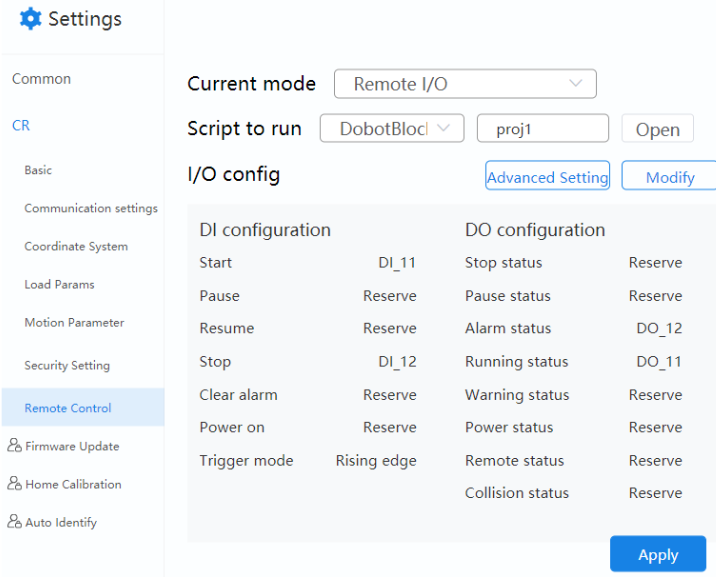 Settings
Common
CR
Basic
Communication settings
Coordinate System
Load Params
Motion Parameter
Security Setting
Remote Control
Firmware Update
Home Calibration
Auto Identify
Current mode Remote I/O
Script to run DobotBlocl proj1 Open
I/O config Advanced Setting Modify
DI configuration DO configuration
Start DI_11 Stop status Reserve
Pause Reserve Pause status Reserve
Resume Reserve Alarm status DO_12
Stop DI_12 Running status DO_11
Clear alarm Reserve Warning status Reserve
Power on Reserve Power status Reserve
Trigger mode Rising edge Remote status Reserve
Collision status Reserve
Apply